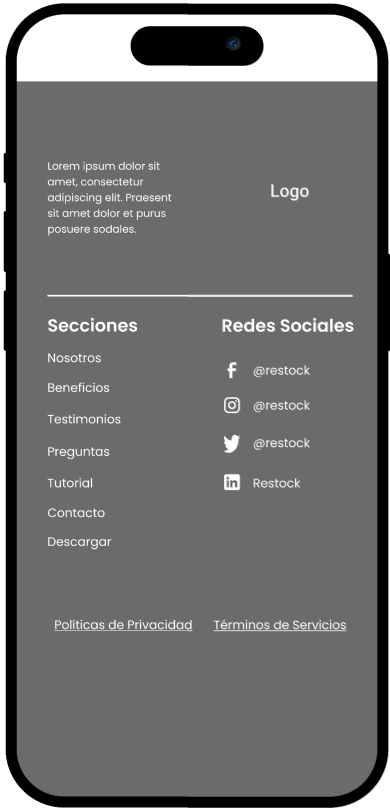 Lorem ipsum dolor sit
amet, consectetur
adipiscing elit. Praesent
sit amet dolor et purus
posuere sodales.
Logo
Secciones
Nosotros
Beneficios
Testimonios
Preguntas
Tutorial
Contacto
Descargar
Redes Sociales
@restock
@restock
@restock
Restock
Políticas de Privacidad
Términos de Servicios